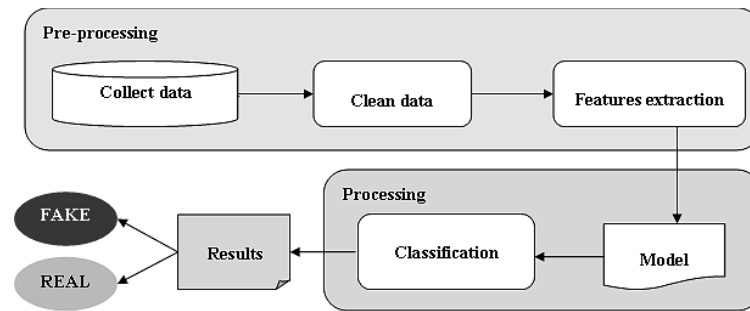 Pre-processing
Collect data
Clean data
Features extraction
Processing
Model
Classification
Results
FAKE
REAL